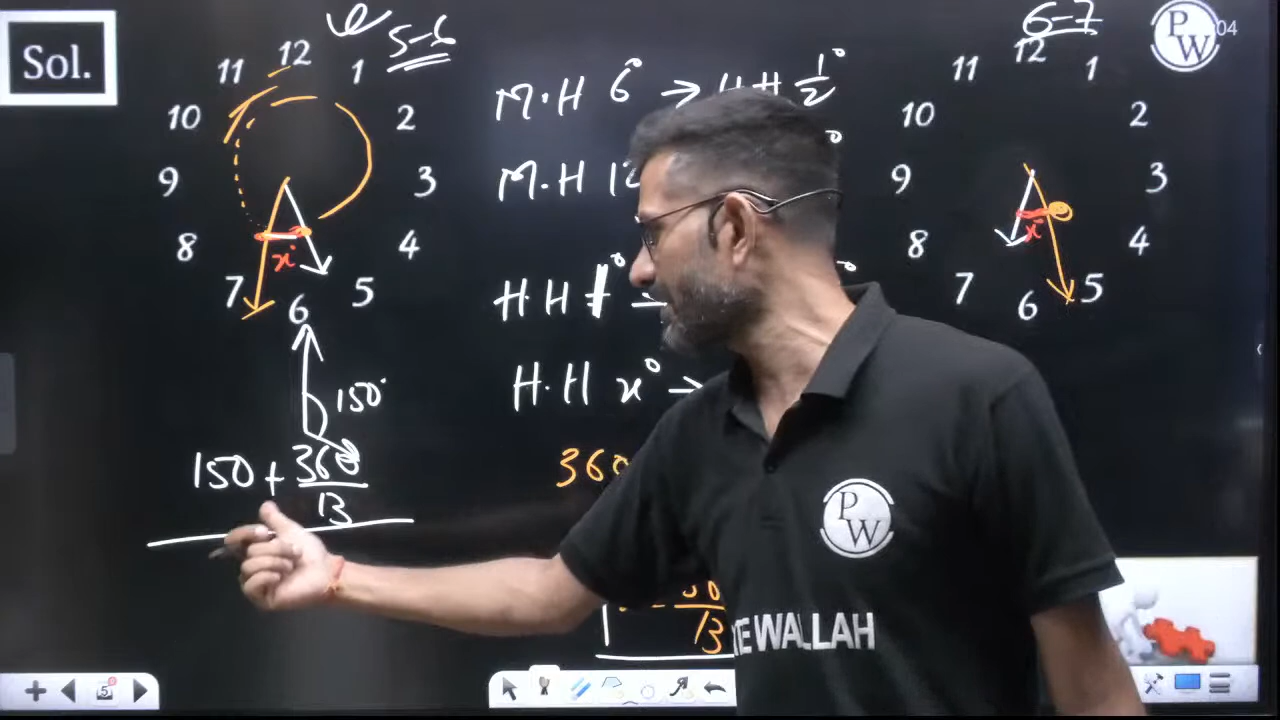 Sol.
5-6
12
11
1
10
2
9
3
8
4
7
5
6
x°
150°
150 + 360/13
M.H 6° → H.H 1/2°
M.H 12
H.H 1° →
H.H x° →
360
13
6-7
12
11
1
10
2
9
3
8
4
7
5
6
x°
PW
04
PW
WALLAH